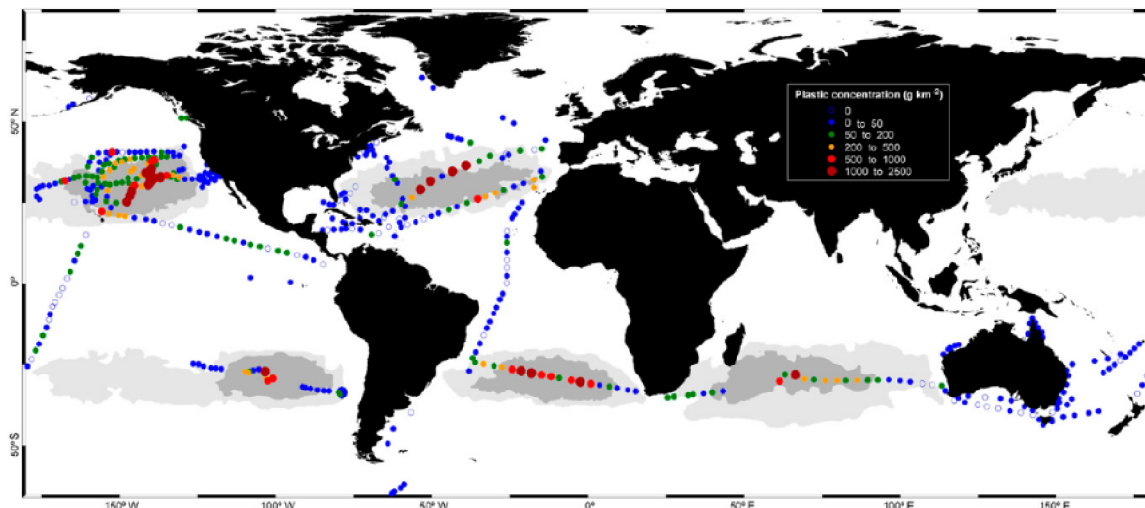 50° N
0°
50° S
Plastic concentration (g km⁻²)
0
0 to 50
50 to 200
200 to 500
500 to 1000
1000 to 2500
150° W
100° W
50° W
0°
50° E
100° E
150° E